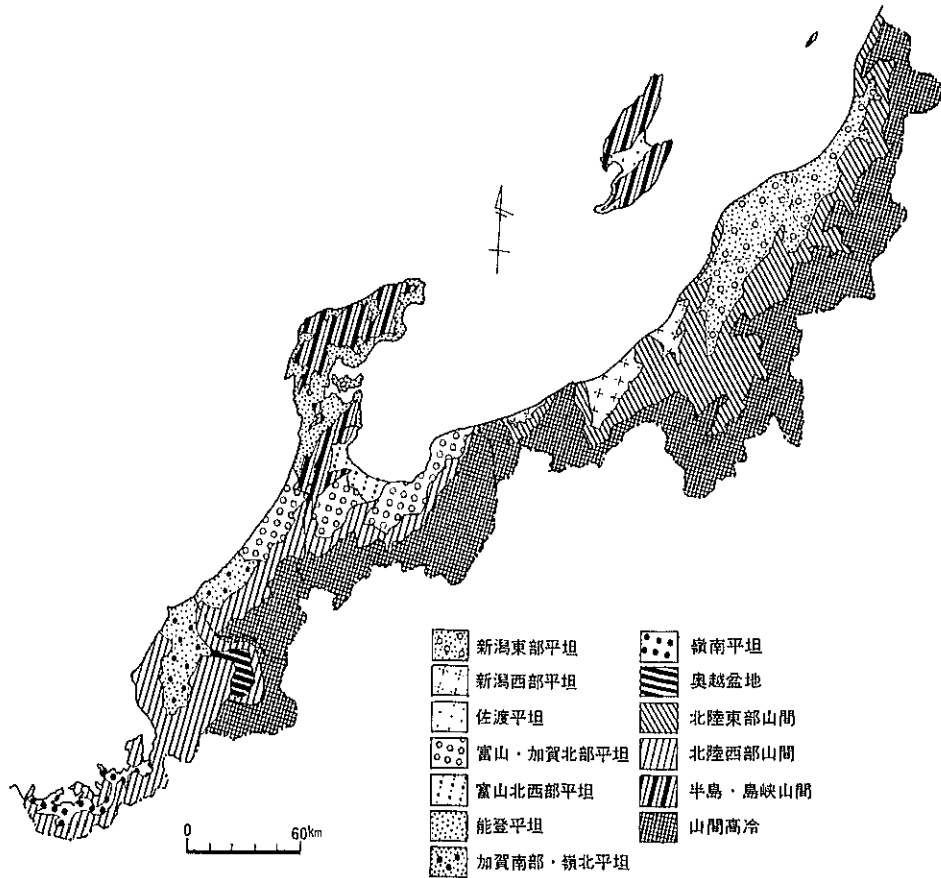 新潟東部平坦
新潟西部平坦
佐渡平坦
富山・加賀北部平坦
富山北西部平坦
能登平坦
加賀南部・嶺北平坦
嶺南平坦
奥越盆地
北陸東部山間
北陸西部山間
半島・島峡山間
山間高冷
0 60km